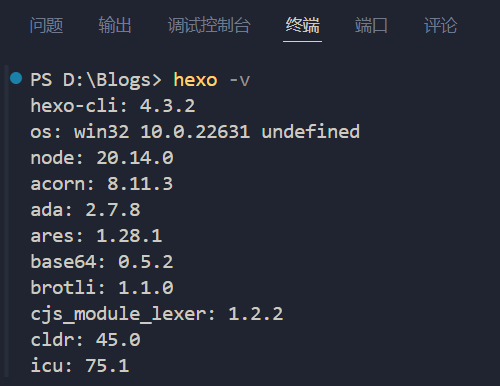 问题 输出 调试控制台 终端 端口 评论
PS D:\Blogs> hexo -v
hexo-cli: 4.3.2
os: win32 10.0.22631 undefined
node: 20.14.0
acorn: 8.11.3
ada: 2.7.8
ares: 1.28.1
base64: 0.5.2
brotli: 1.1.0
cjs_module_lexer: 1.2.2
cldr: 45.0
icu: 75.1